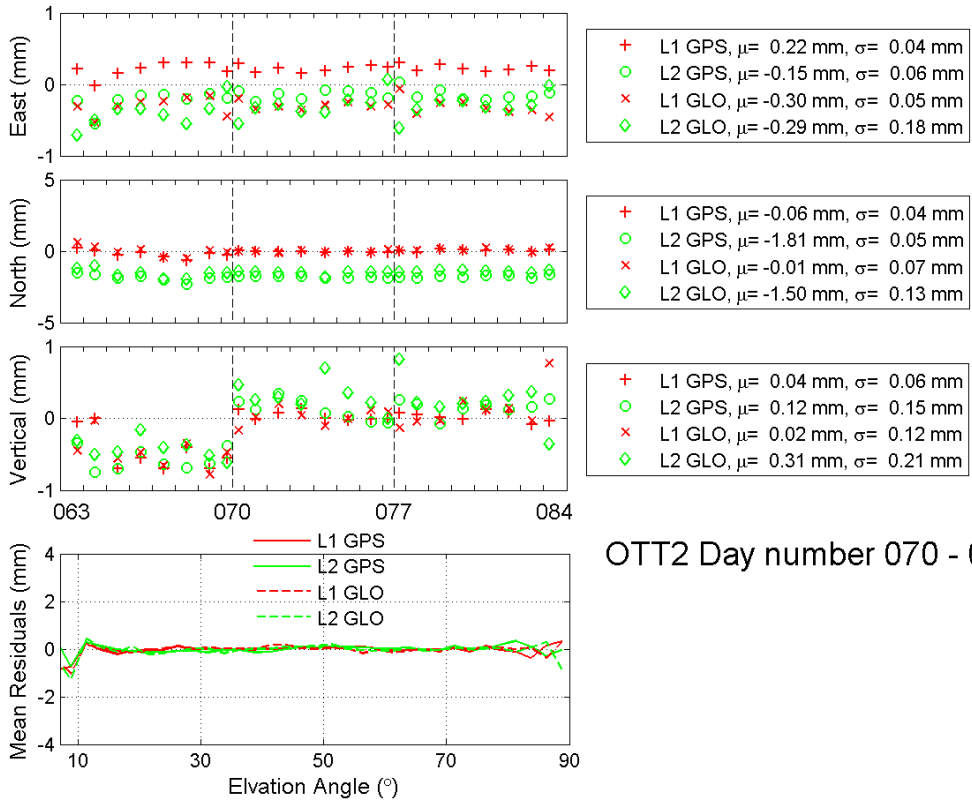 1
0
-1
East (mm)
+ L1 GPS, μ= 0.22 mm, σ= 0.04 mm
○ L2 GPS, μ= -0.15 mm, σ= 0.06 mm
× L1 GLO, μ= -0.30 mm, σ= 0.05 mm
◇ L2 GLO, μ= -0.29 mm, σ= 0.18 mm
5
0
-5
North (mm)
+ L1 GPS, μ= -0.06 mm, σ= 0.04 mm
○ L2 GPS, μ= -1.81 mm, σ= 0.05 mm
× L1 GLO, μ= -0.01 mm, σ= 0.07 mm
◇ L2 GLO, μ= -1.50 mm, σ= 0.13 mm
1
0
-1
Vertical (mm)
063 070 077 084
+ L1 GPS, μ= 0.04 mm, σ= 0.06 mm
○ L2 GPS, μ= 0.12 mm, σ= 0.15 mm
× L1 GLO, μ= 0.02 mm, σ= 0.12 mm
◇ L2 GLO, μ= 0.31 mm, σ= 0.21 mm
L1 GPS
L2 GPS
L1 GLO
L2 GLO
4
2
0
-2
-4
Mean Residuals (mm)
10 30 50 70 90
Elvation Angle (°)
OTT2 Day number 070 -